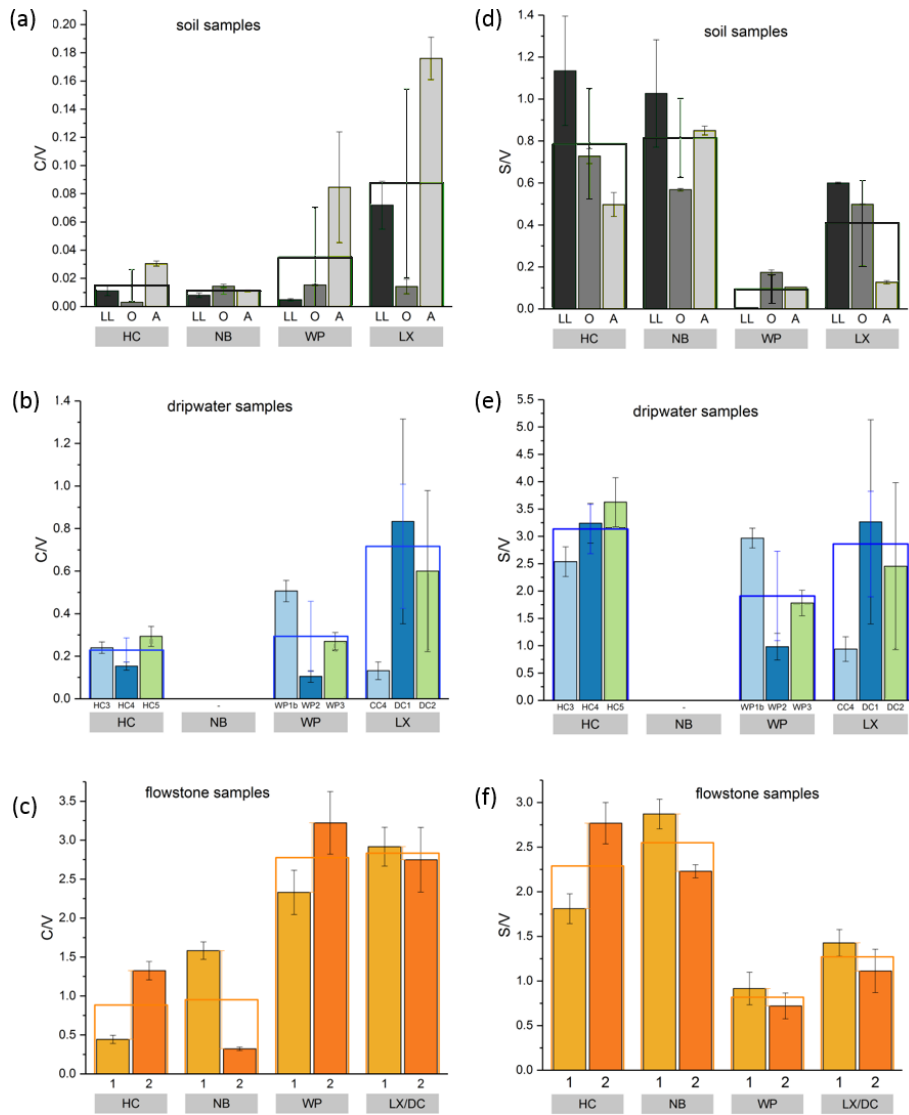 (a)
soil samples
C/V
0.20
0.18
0.16
0.14
0.12
0.10
0.08
0.06
0.04
0.02
0.00
LL O A LL O A LL O A LL O A
HC NB WP LX
(d)
soil samples
S/V
1.4
1.2
1.0
0.8
0.6
0.4
0.2
0.0
LL O A LL O A LL O A LL O A
HC NB WP LX
(b)
dripwater samples
C/V
1.4
1.2
1.0
0.8
0.6
0.4
0.2
0.0
HC3 HC4 HC5 - WP1b WP2 WP3 CC4 DC1 DC2
HC NB WP LX
(e)
dripwater samples
S/V
5.5
5.0
4.5
4.0
3.5
3.0
2.5
2.0
1.5
1.0
0.5
0.0
HC3 HC4 HC5 - WP1b WP2 WP3 CC4 DC1 DC2
HC NB WP LX
(c)
flowstone samples
C/V
3.5
3.0
2.5
2.0
1.5
1.0
0.5
0.0
1 2 1 2 1 2 1 2
HC NB WP LX/DC
(f)
flowstone samples
S/V
3.0
2.5
2.0
1.5
1.0
0.5
0.0
1 2 1 2 1 2 1 2
HC NB WP LX/DC